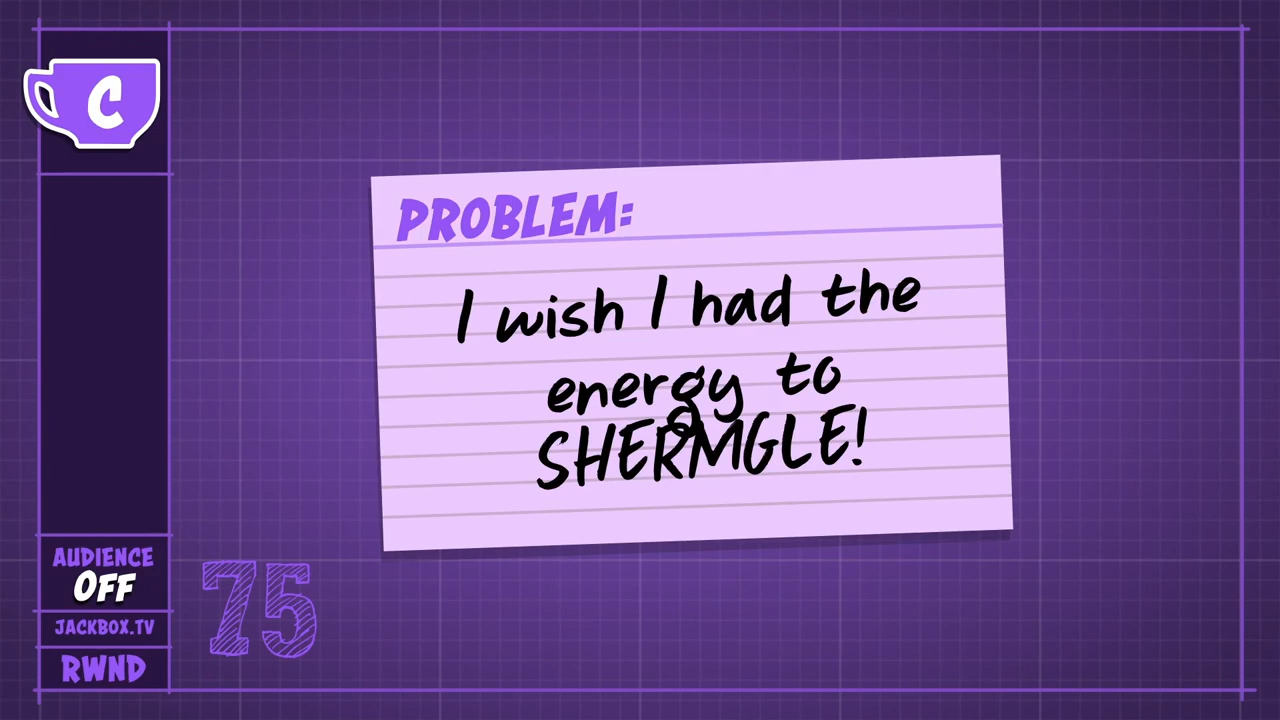 C
PROBLEM:
I wish I had the
energy to
SHERMGLE!
AUDIENCE
OFF
JACKBOX.TV
RWND
75